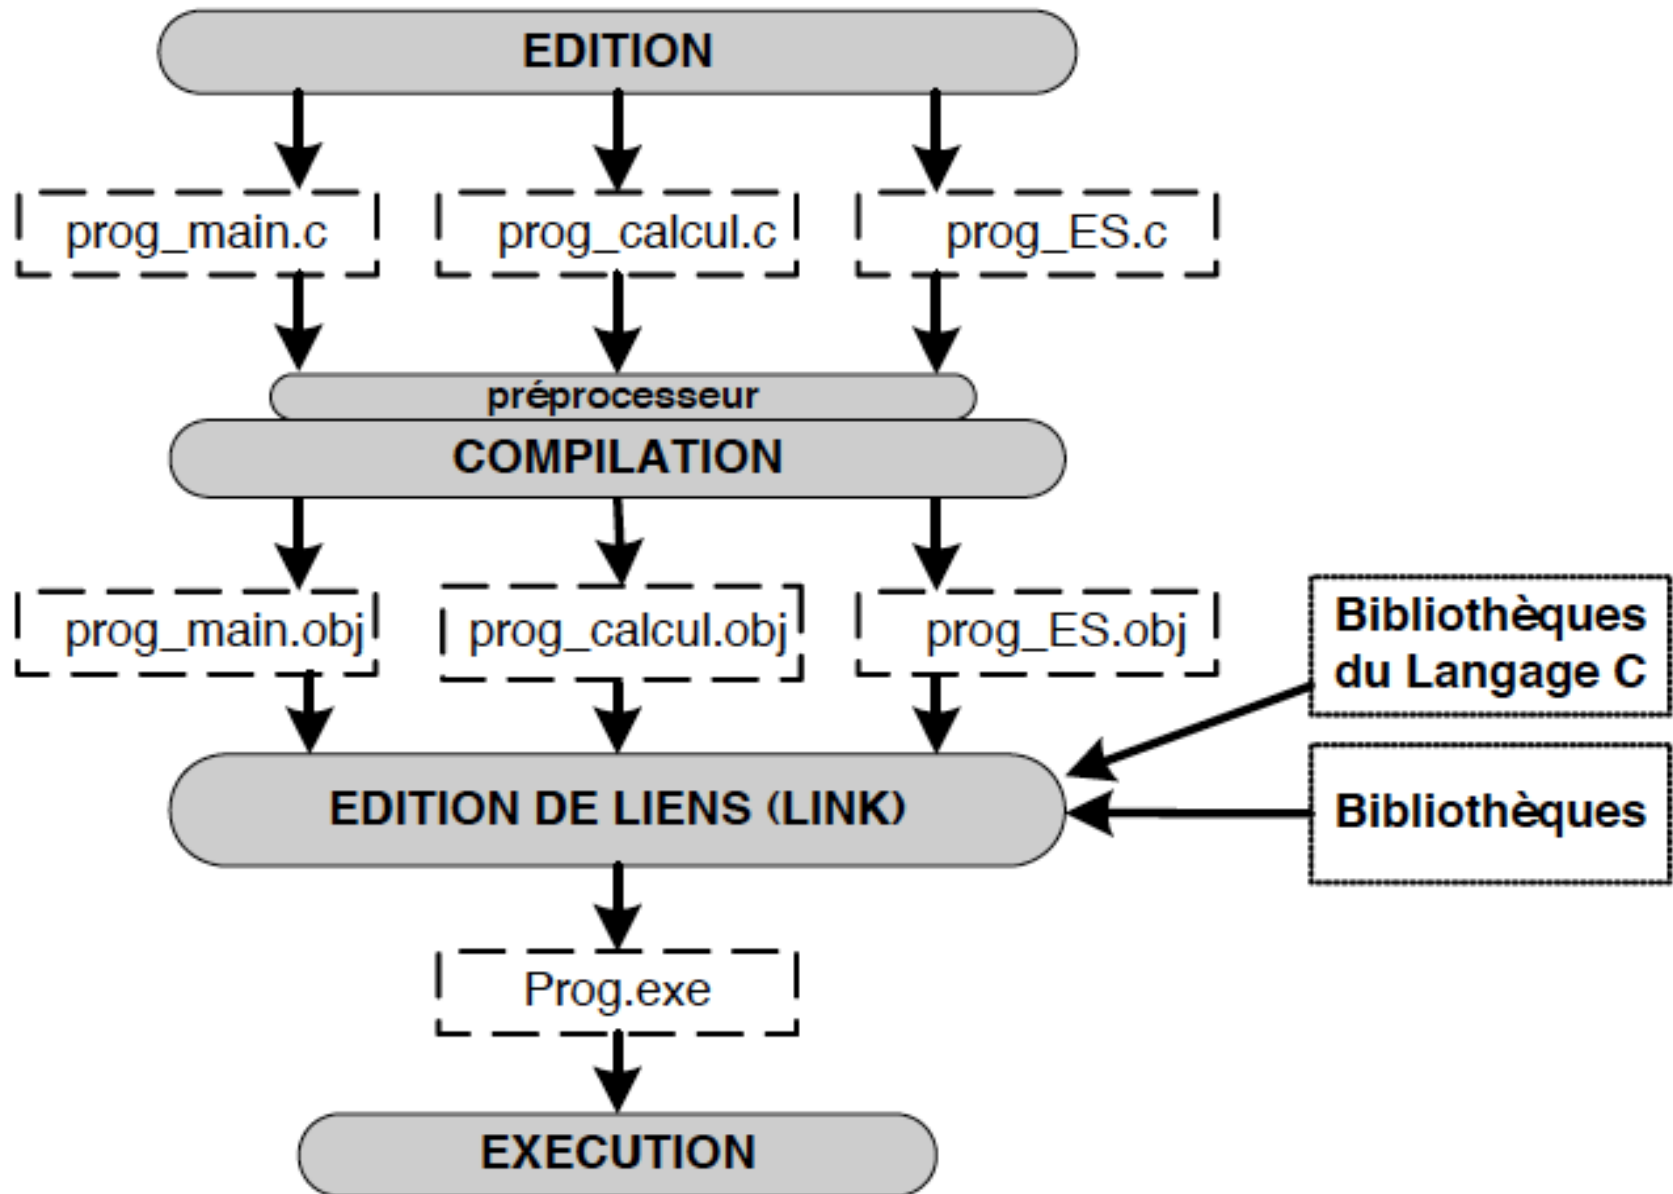 EDITION
prog_main.c
prog_calcul.c
prog_ES.c
préprocesseur
COMPILATION
prog_main.obj
prog_calcul.obj
prog_ES.obj
Bibliothèques
du Langage C
EDITION DE LIENS (LINK)
Bibliothèques
Prog.exe
EXECUTION